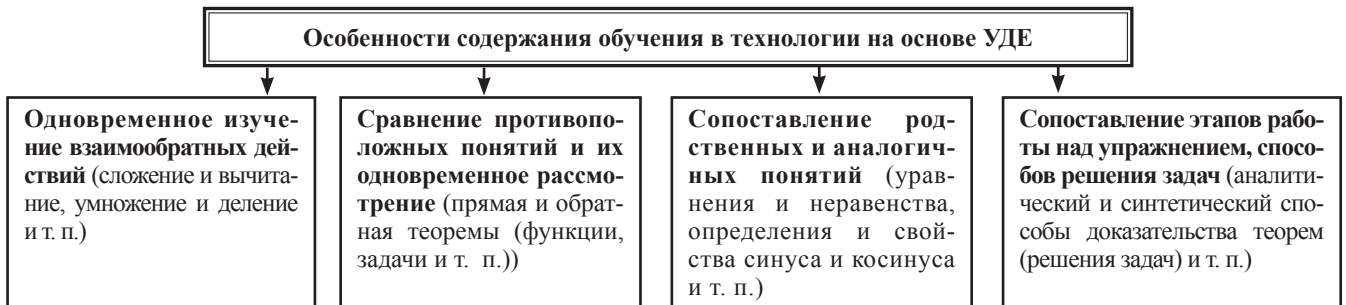 Особенности содержания обучения в технологии на основе УДЕ
Одновременное изуче-
ние взаимообратных дей-
ствий (сложение и вычита-
ние, умножение и деление
и т. п.)
Сравнение противопо-
ложных понятий и их
одновременное рассмо-
трение (прямая и обрат-
ная теоремы (функции,
задачи и т. п.))
Сопоставление род-
ственных и аналогич-
ных понятий (урав-
нения и неравенства,
определения и свой-
ства синуса и косинуса
и т. п.)
Сопоставление этапов рабо-
ты над упражнением, спосо-
бов решения задач (аналити-
ческий и синтетический спо-
собы доказательства теорем
(решения задач) и т. п.)